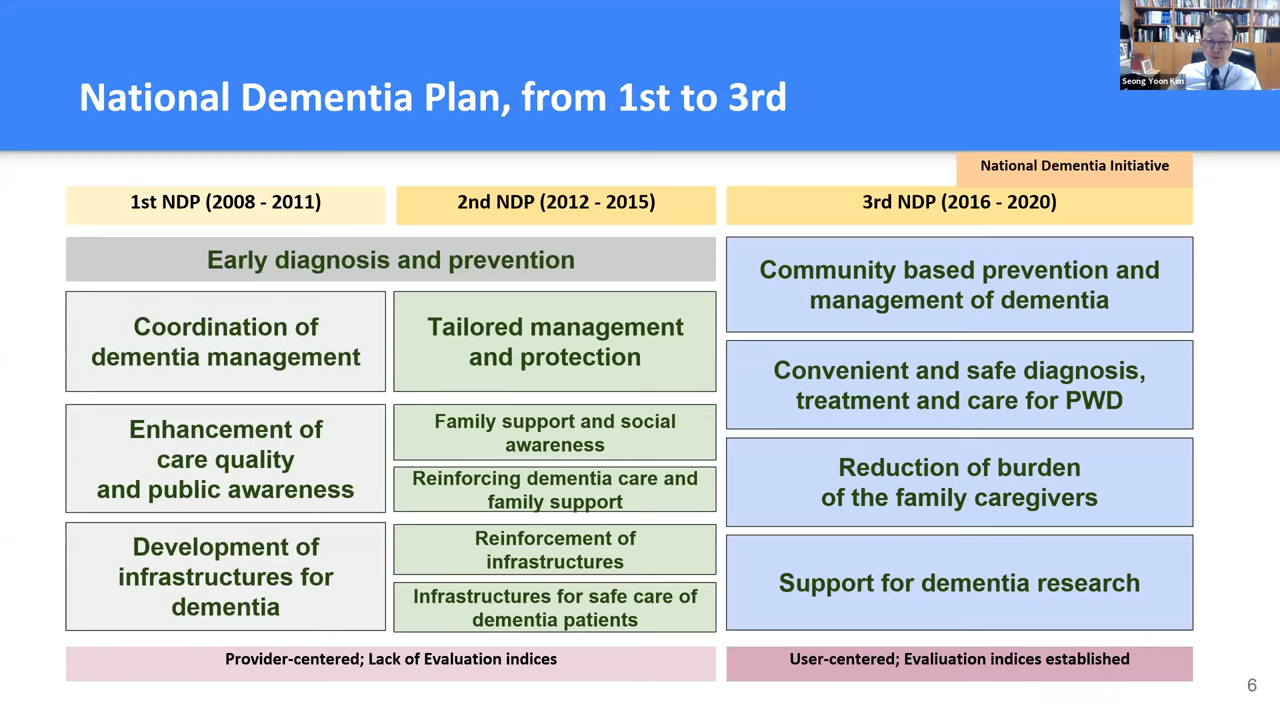 Seong Yoon Kim
National Dementia Plan, from 1st to 3rd
National Dementia Initiative
1st NDP (2008 - 2011)
2nd NDP (2012 - 2015)
3rd NDP (2016 - 2020)
Early diagnosis and prevention
Coordination of
dementia management
Enhancement of
care quality
and public awareness
Development of
infrastructures for
dementia
Tailored management
and protection
Family support and social
awareness
Reinforcing dementia care and
family support
Reinforcement of
infrastructures
Infrastructures for safe care of
dementia patients
Community based prevention and
management of dementia
Convenient and safe diagnosis,
treatment and care for PWD
Reduction of burden
of the family caregivers
Support for dementia research
Provider-centered; Lack of Evaluation indices
User-centered; Evaliuation indices established
6